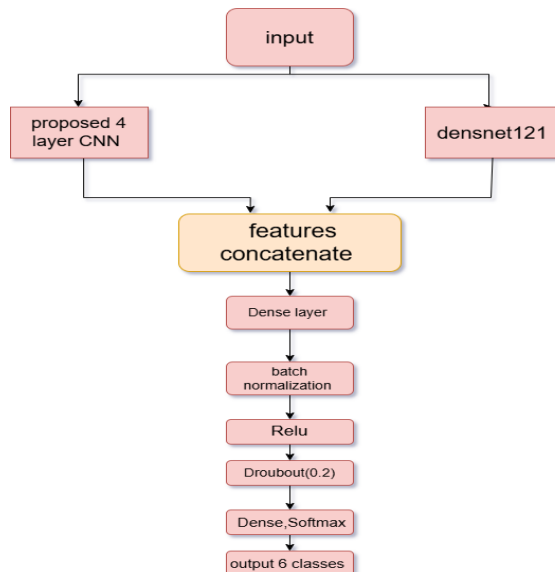 input
proposed 4
layer CNN
densnet121
features
concatenate
Dense layer
batch
normalization
Relu
Droubout(0.2)
Dense,Softmax
output 6 classes